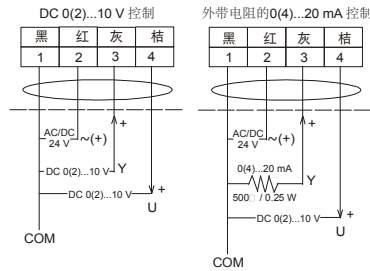 DC 0(2)...10 V 控制
黑 红 灰 桔
1 2 3 4
AC/DC
24 V
~(+)
+
DC 0(2)...10 V
Y
DC 0(2)...10 V
+
U
COM
外带电阻的0(4)...20 mA 控制
黑 红 灰 桔
1 2 3 4
AC/DC
24 V
~(+)
+
0(4)...20 mA
Y
500□ / 0.25 W
DC 0(2)...10 V
+
U
COM